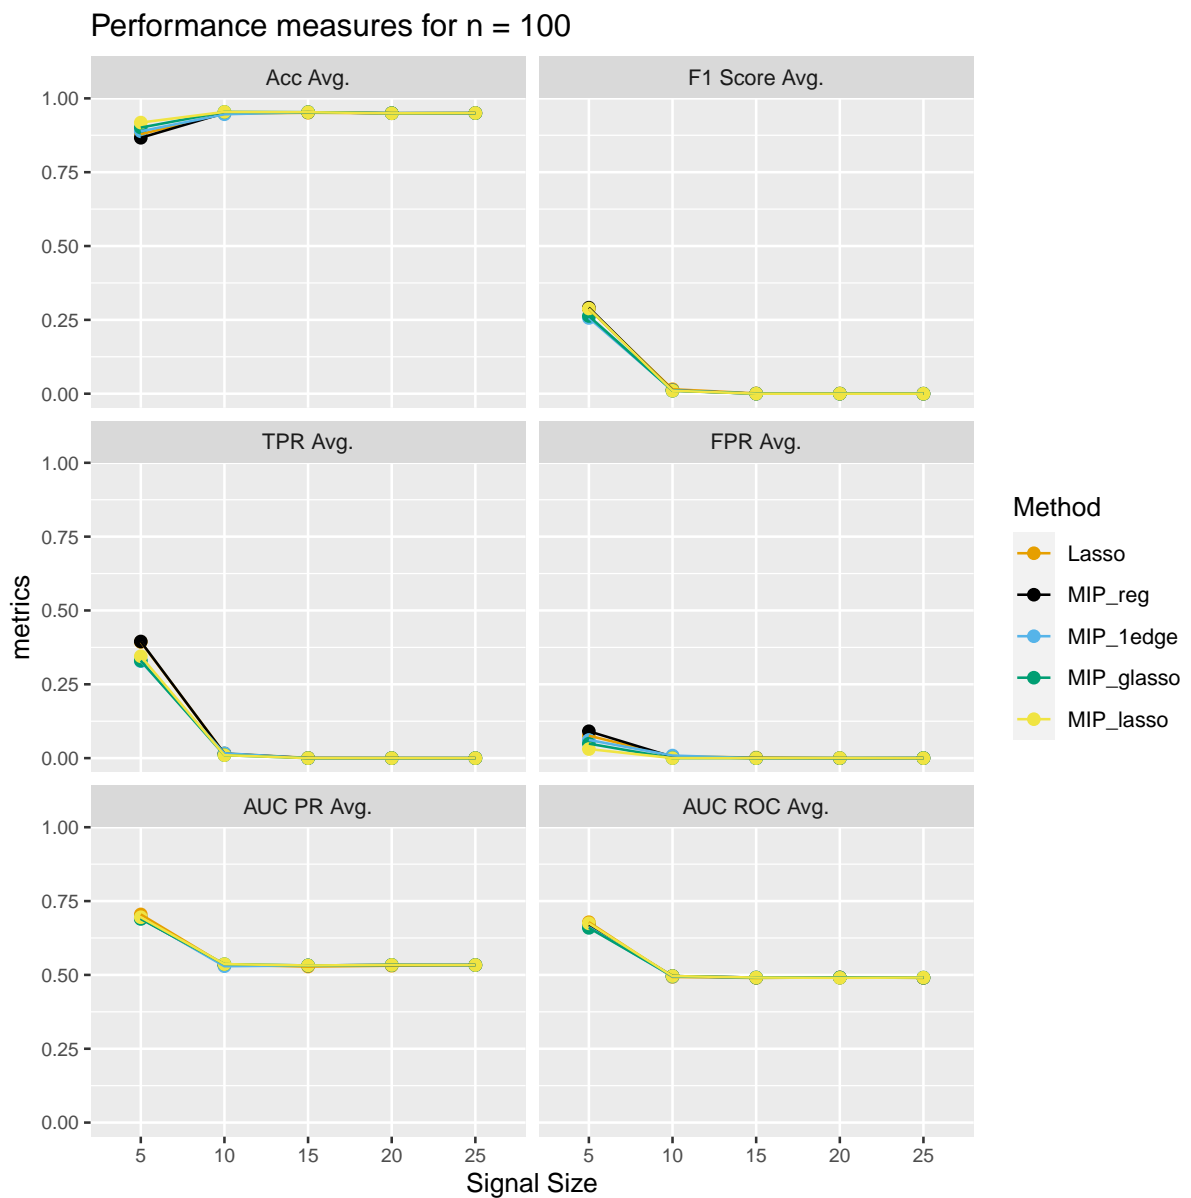 Performance measures for n = 100
Acc Avg.
F1 Score Avg.
1.00
0.75
0.50
0.25
0.00
TPR Avg.
FPR Avg.
1.00
0.75
0.50
0.25
0.00
AUC PR Avg.
AUC ROC Avg.
1.00
0.75
0.50
0.25
0.00
5 10 15 20 25
5 10 15 20 25
metrics
Signal Size
Method
Lasso
MIP_reg
MIP_1edge
MIP_glasso
MIP_lasso